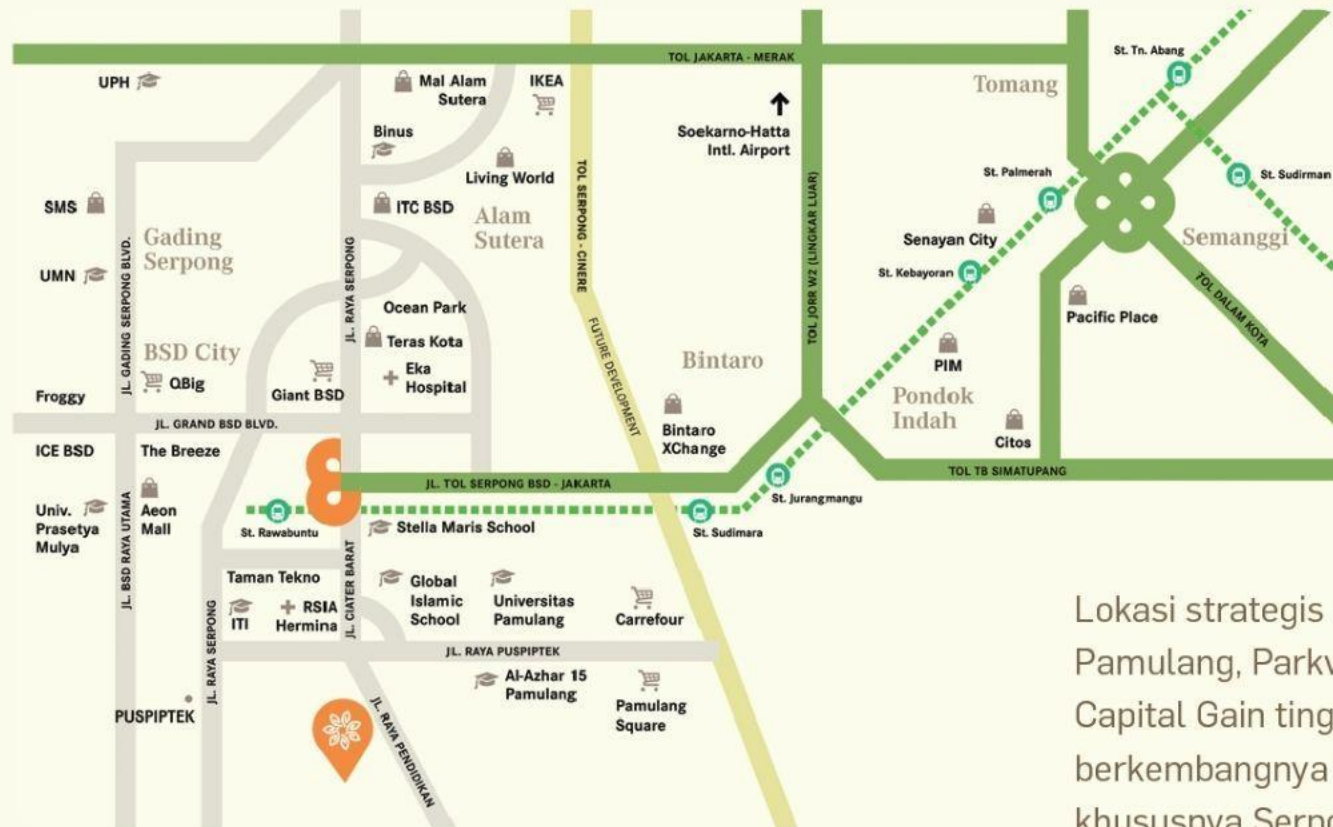 TOL JAKARTA - MERAK
St. Tn. Abang
UPH
Mal Alam
Sutera
IKEA
Tomang
Binus
Soekarno-Hatta
Intl. Airport
Living World
St. Palmerah
St. Sudirman
SMS
ITC BSD
Alam
Sutera
Gading
Serpong
Senayan City
Semanggi
UMN
St. Kebayoran
JL. GADING SERPONG BLVD.
JL. RAYA SERPONG
TOL SERPONG - CINERE
TOL JORR W2 (LINGKAR LUAR)
TOL DALAM KOTA
Ocean Park
Pacific Place
Teras Kota
FUTURE DEVELOPMENT
BSD City
QBig
Giant BSD
Eka
Hospital
Bintaro
PIM
Froggy
Pondok
Indah
JL. GRAND BSD BLVD.
Bintaro
XChange
Citos
ICE BSD
The Breeze
TOL TB SIMATUPANG
JL. TOL SERPONG BSD - JAKARTA
St. Jurangmangu
Univ.
Prasetya
Mulya
Aeon
Mall
JL. BSD RAYA UTAMA
St. Rawabuntu
Stella Maris School
St. Sudimara
Taman Tekno
JL. CIATER BARAT
Global
Islamic
School
Universitas
Pamulang
Carrefour
ITI
RSIA
Hermina
JL. RAYA SERPONG
JL. RAYA PUSPIPTEK
Al-Azhar 15
Pamulang
Pamulang
Square
PUSPIPTEK
JL. RAYA PENDIDIKAN
Lokasi strategis
Pamulang,
Capital Gain
berkembangnya
khususnya